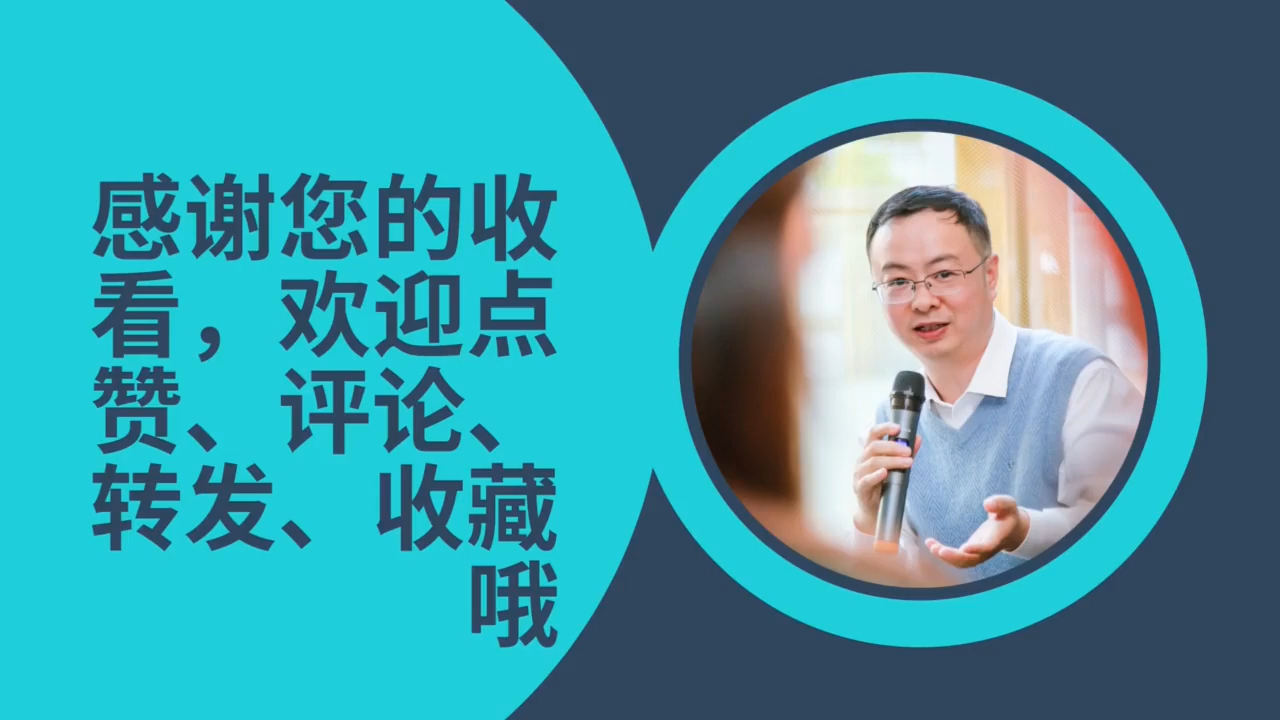 感谢您的收
看，欢迎点
赞、评论、
转发、收藏
哦